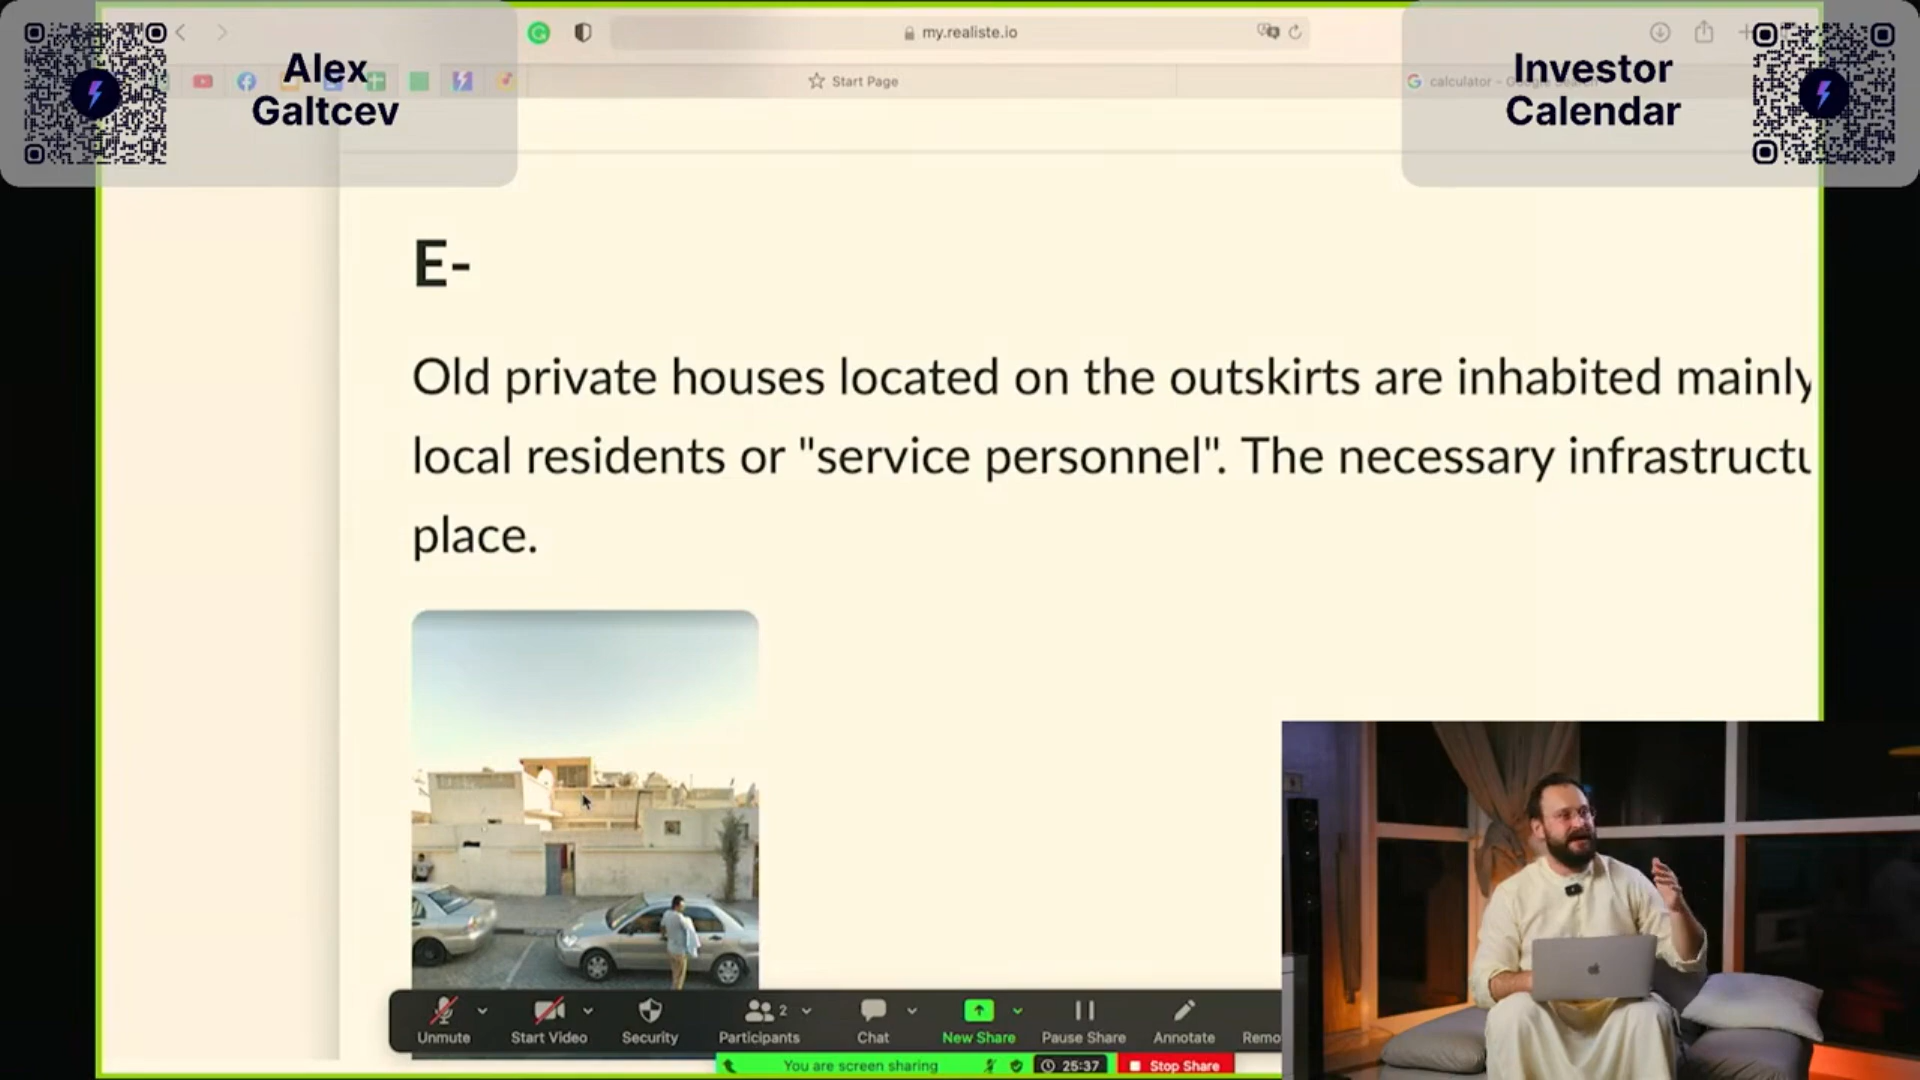 Alex
Galtcev
my.realiste.io
Investor
Calendar
Start Page
calculator - Google Search
E-
Old private houses located on the outskirts are inhabited mainly
local residents or "service personnel". The necessary infrastructu
place.
Unmute
Start Video
Security
Participants
2
Chat
New Share
Pause Share
Annotate
Remo
You are screen sharing
25:37
Stop Share